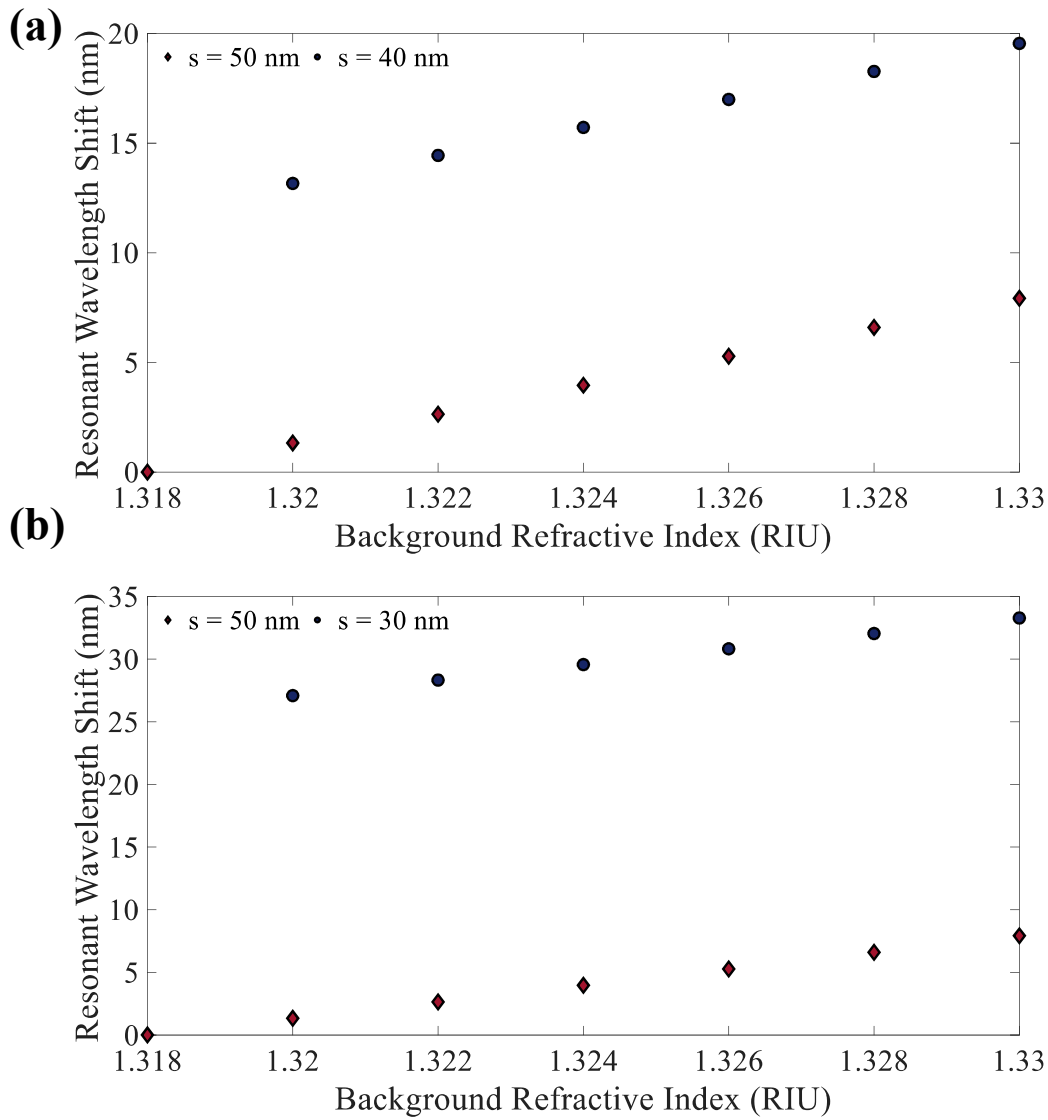 (a)
Resonant Wavelength Shift (nm)
s = 50 nm s = 40 nm
20
15
10
5
0
1.318 1.32 1.322 1.324 1.326 1.328 1.33
Background Refractive Index (RIU)
(b)
Resonant Wavelength Shift (nm)
s = 50 nm s = 30 nm
35
30
25
20
15
10
5
0
1.318 1.32 1.322 1.324 1.326 1.328 1.33
Background Refractive Index (RIU)